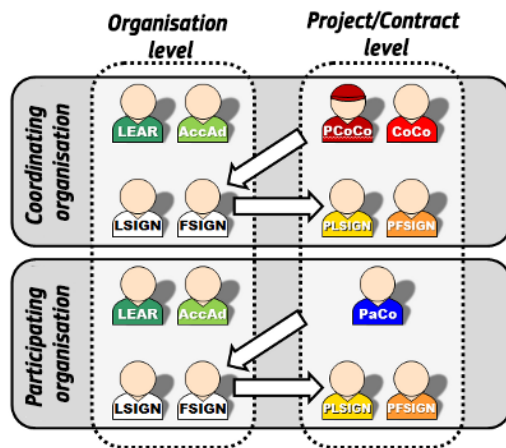 Organisation
level
Project/Contract
level
Coordinating
organisation
LEAR AccAd PCoCo CoCo
LSIGN FSIGN PLSIGN PFSIGN
Participating
organisation
LEAR AccAd PaCo
LSIGN FSIGN PLSIGN PFSIGN